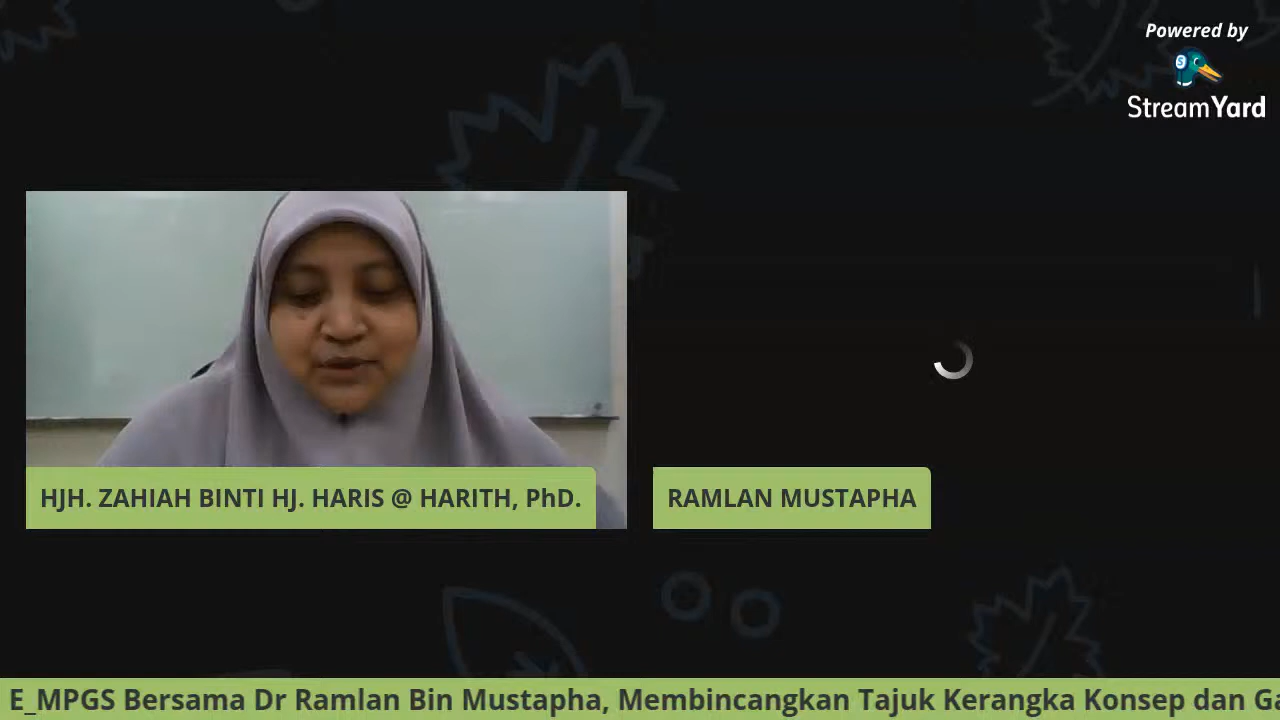 Powered by
StreamYard
HJH. ZAHIAH BINTI HJ. HARIS @ HARITH, PhD.
RAMLAN MUSTAPHA
E_MPGS Bersama Dr Ramlan Bin Mustapha, Membincangkan Tajuk Kerangka Konsep dan